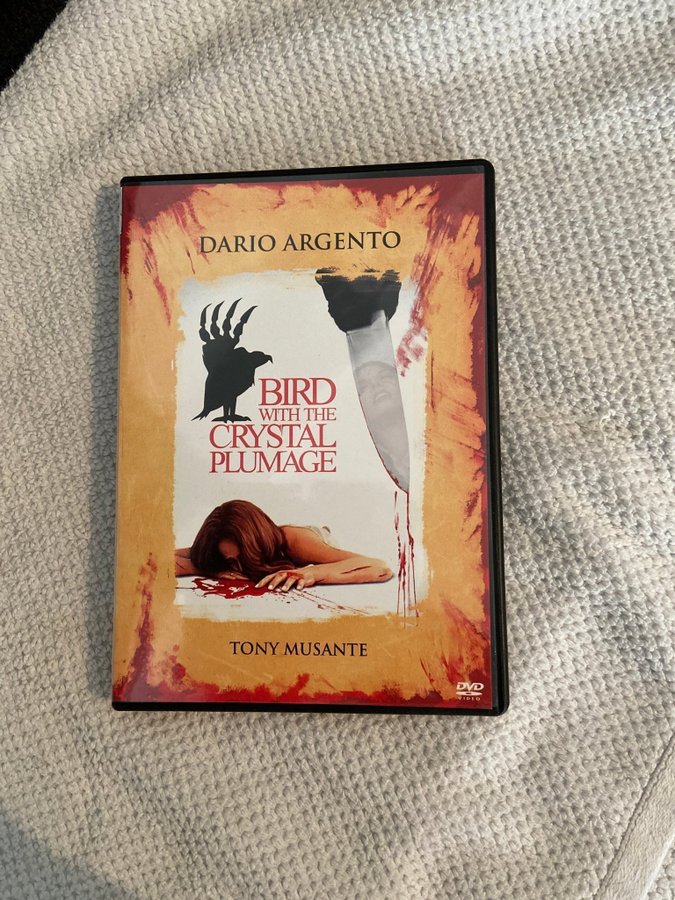 DARIO ARGENTO
BIRD
WITH THE
CRYSTAL
PLUMAGE
TONY MUSANTE
DVD
VIDEO